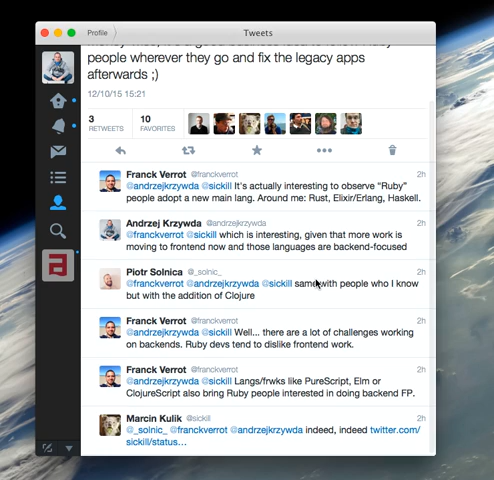 Tweets
Profile
people wherever they go and fix the legacy apps
afterwards ;)
12/10/15 15:21
3
RETWEETS
10
FAVORITES
Franck Verrot @franckverrot 2h
@andrzejkrzywda @sickill It's actually interesting to observe "Ruby"
people adopt a new main lang. Around me: Rust, Elixir/Erlang, Haskell.
Andrzej Krzywda @andrzejkrzywda 2h
@franckverrot @sickill which is interesting, given that more work is
moving to frontend now and those languages are backend-focused
Piotr Solnica @_solnic_ 2h
@franckverrot @andrzejkrzywda @sickill same with people who I know
but with the addition of Clojure
Franck Verrot @franckverrot 2h
@andrzejkrzywda @sickill Well... there are a lot of challenges working
on backends. Ruby devs tend to dislike frontend work.
Franck Verrot @franckverrot 2h
@andrzejkrzywda @sickill Langs/frwks like PureScript, Elm or
ClojureScript also bring Ruby people interested in doing backend FP.
Marcin Kulik @sickill 2h
@_solnic_ @franckverrot @andrzejkrzywda indeed, indeed twitter.com/
sickill/status…